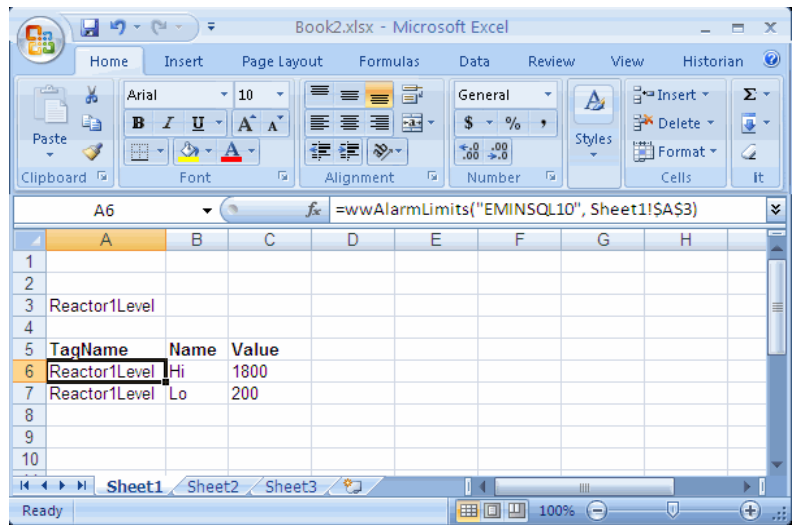 Book2.xlsx - Microsoft Excel
Home Insert Page Layout Formulas Data Review View Historian
Arial 10 General Insert Σ
Paste B I U A A $ % , Styles Delete
A .00 .00 Format
Clipboard Font Alignment Number Cells it
A6 fx =wwAlarmLimits("EMINSQL10", Sheet1!$A$3)
A B C D E F G H
1
2
3 Reactor1Level
4
5 TagName Name Value
6 Reactor1Level Hi 1800
7 Reactor1Level Lo 200
8
9
10
Sheet1 Sheet2 Sheet3
Ready 100%